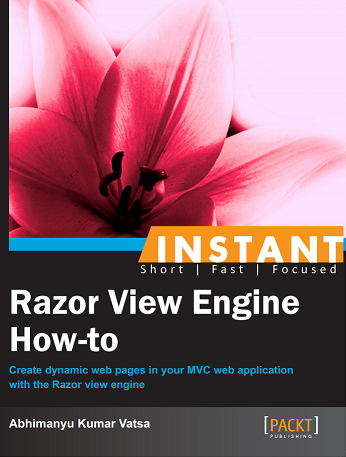 INSTANT
Short | Fast | Focused
Razor View Engine
How-to
Create dynamic web pages in your MVC web application
with the Razor view engine
Abhimanyu Kumar Vatsa
[PACKT]
PUBLISHING